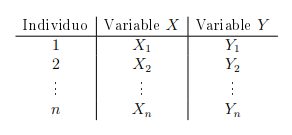 Individuo Variable X Variable Y
1 X₁ Y₁
2 X₂ Y₂
⋮ ⋮ ⋮
n Xₙ Yₙ